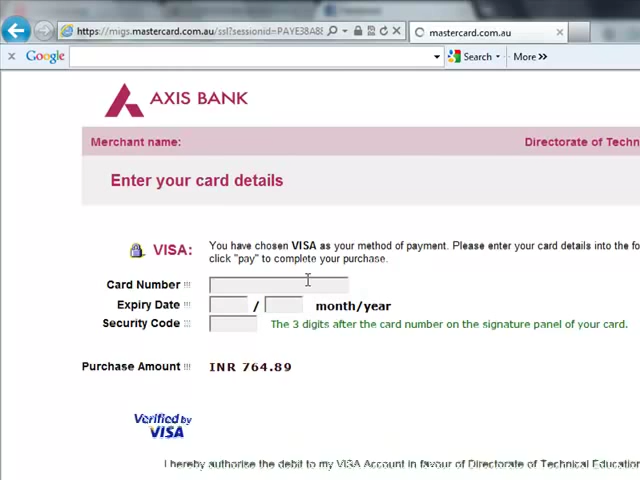 https://migs.mastercard.com.au/ssl?sessionid=PAYE38A88
mastercard.com.au
Google
Search
More
AXIS BANK
Merchant name: Directorate of Techn
Enter your card details
VISA: You have chosen VISA as your method of payment. Please enter your card details into the fo
click "pay" to complete your purchase.
Card Number !!!
Expiry Date !!! / month/year
Security Code !!! The 3 digits after the card number on the signature panel of your card.
Purchase Amount !!! INR 764.89
Verified by
VISA
I hereby authorise the debit to my VISA Account in favour of Directorate of Technical Education